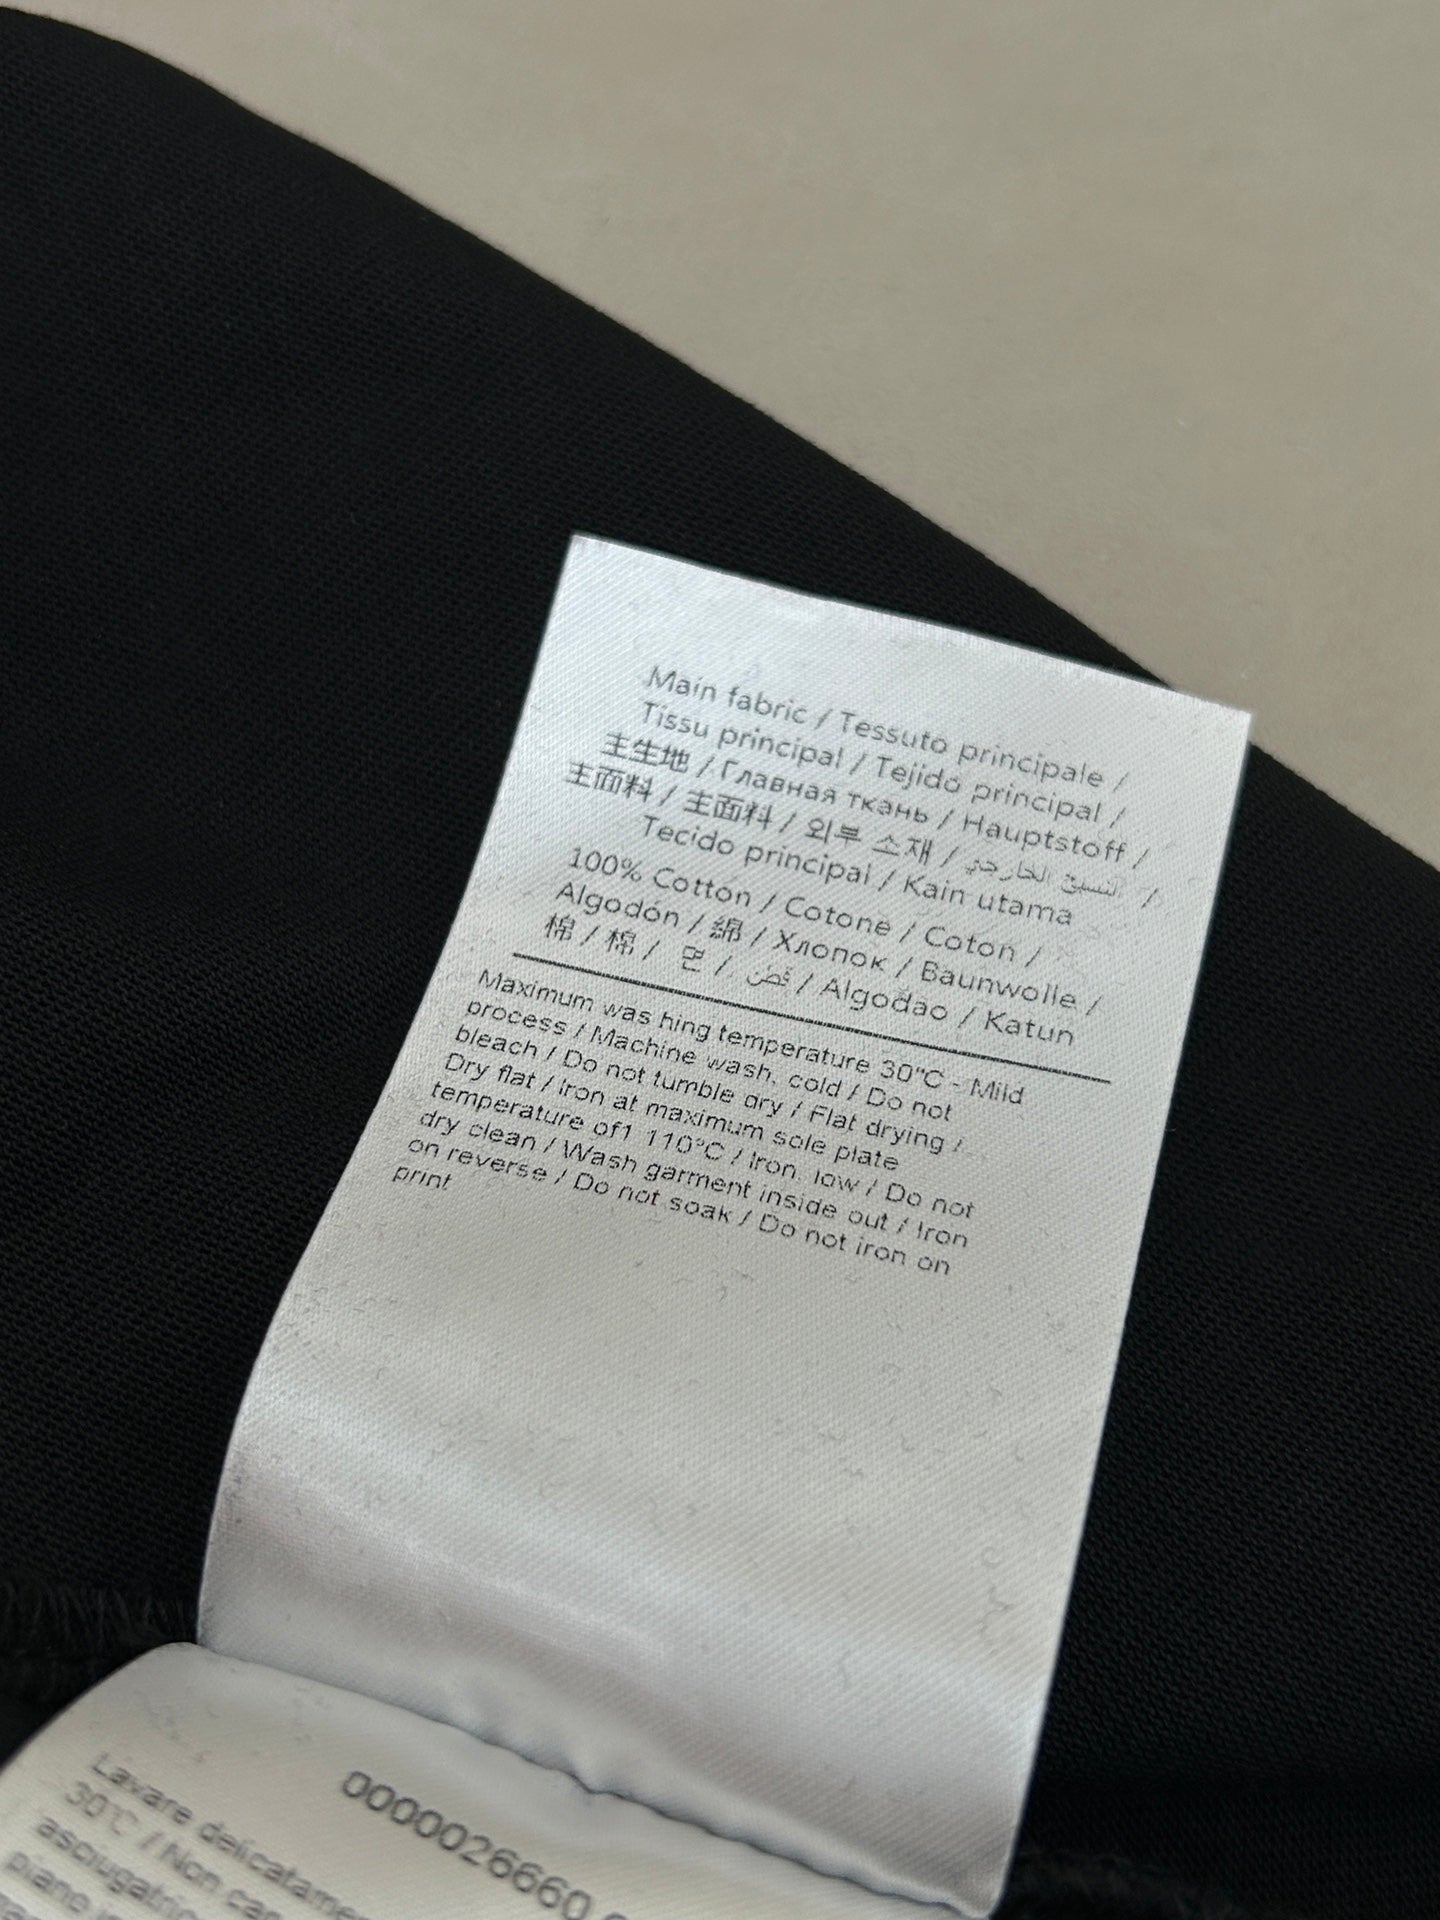 Main fabric / Tessuto principale /
Tissu principal / Tejido principal /
主生地 / Главная ткань / Hauptstoff /
主面料 / 主面料 / 외부 소재 / النسيج الخارجي /
Tecido principal / Kain utama
100% Cotton / Cotone / Coton /
Algodón / 綿 / Хлопок / Baunwolle /
棉 / 棉 / 면 / قطن / Algodao / Katun
Maximum was hing temperature 30°C - Mild
process / Machine wash, cold / Do not
bleach / Do not tumble dry / Flat drying /
Dry flat / Iron at maximum sole plate
temperature of1 110°C / Iron, low / Do not
dry clean / Wash garment inside out / Iron
on reverse / Do not soak / Do not iron on
print
0000026660
Lavare delicatame
30°C / Non can
asciugatric
piano